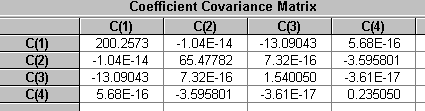 Coefficient Covariance Matrix
C(1) C(2) C(3) C(4)
C(1) 200.2573 -1.04E-14 -13.09043 5.68E-16
C(2) -1.04E-14 65.47782 7.32E-16 -3.595801
C(3) -13.09043 7.32E-16 1.540050 -3.61E-17
C(4) 5.68E-16 -3.595801 -3.61E-17 0.235050